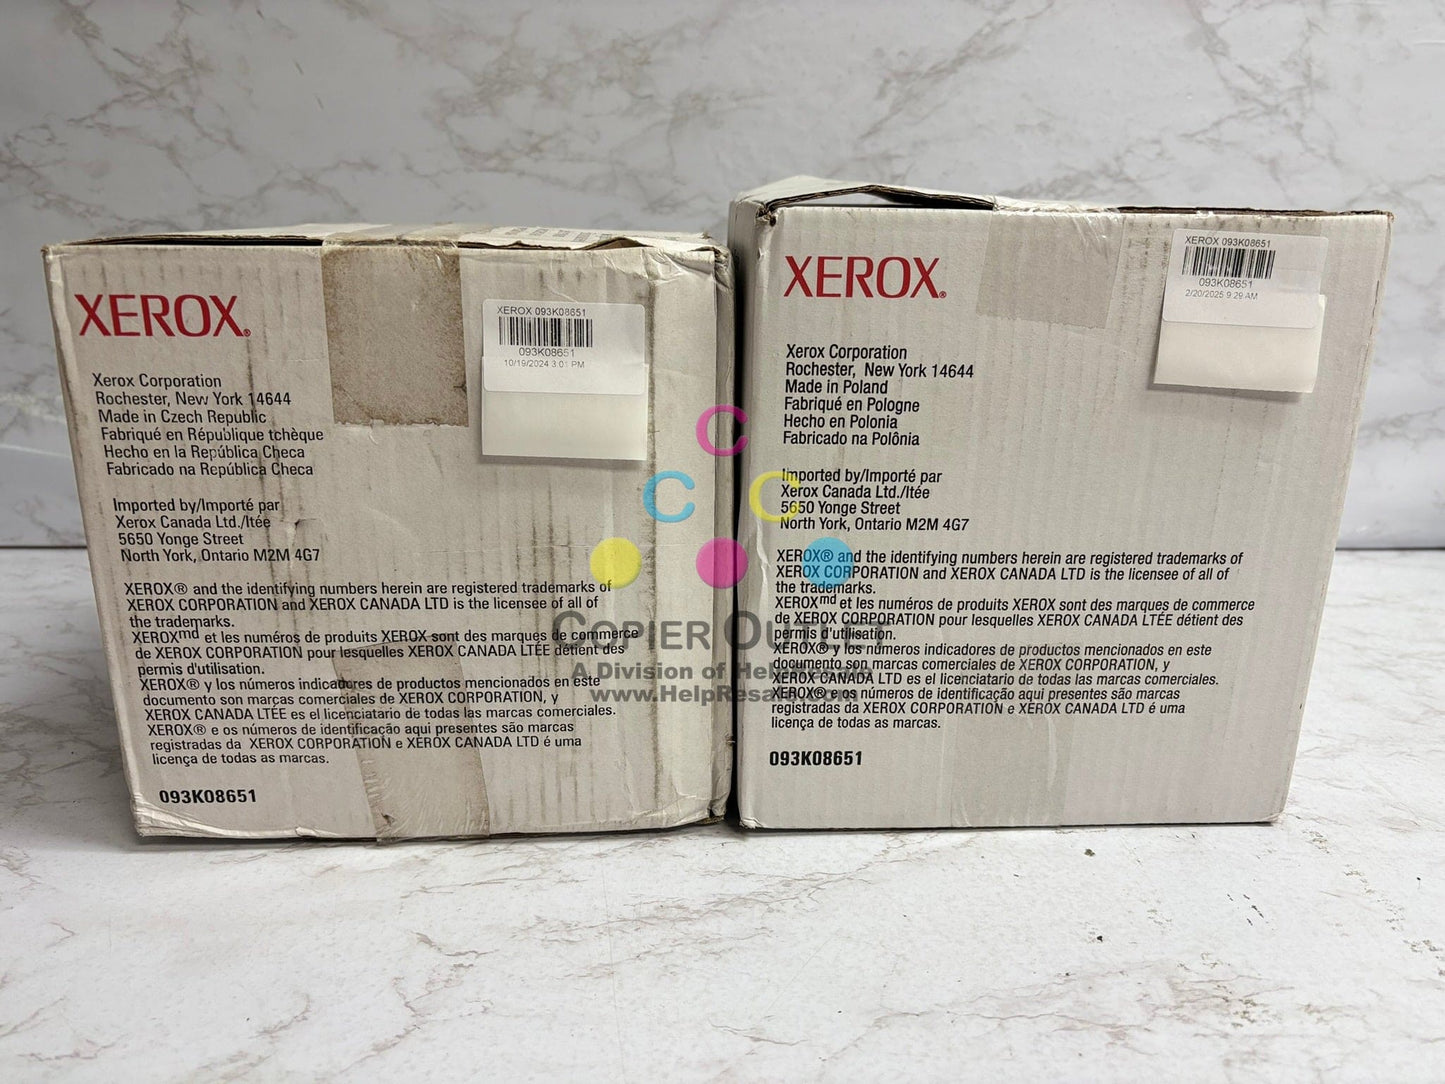 XEROX®
XEROX 093K08651
093K08651
10/19/2024 3:01 PM
Xerox Corporation
Rochester, New York 14644
Made in Czech Republic
Fabriqué en République tchèque
Hecho en la República Checa
Fabricado na República Checa
Imported by/Importé par
Xerox Canada Ltd./ltée
5650 Yonge Street
North York, Ontario M2M 4G7
XEROX® and the identifying numbers herein are registered trademarks of
XEROX CORPORATION and XEROX CANADA LTD is the licensee of all of
the trademarks.
XEROXmd et les numéros de produits XEROX sont des marques de commerce
de XEROX CORPORATION pour lesquelles XEROX CANADA LTÉE détient des
permis d'utilisation.
XEROX® y los números indicadores de productos mencionados en este
documento son marcas comerciales de XEROX CORPORATION, y
XEROX CANADA LTÉE es el licenciatario de todas las marcas comerciales.
XEROX® e os números de identificação aqui presentes são marcas
registradas da XEROX CORPORATION e XEROX CANADA LTD é uma
licença de todas as marcas.
093K08651
XEROX®
XEROX 093K08651
093K08651
2/20/2025 9:29 AM
Xerox Corporation
Rochester, New York 14644
Made in Poland
Fabriqué en Pologne
Hecho en Polonia
Fabricado na Polônia
Imported by/Importé par
Xerox Canada Ltd./ltée
5650 Yonge Street
North York, Ontario M2M 4G7
XEROX® and the identifying numbers herein are registered trademarks of
XEROX CORPORATION and XEROX CANADA LTD is the licensee of all of
the trademarks.
XEROXmd et les numéros de produits XEROX sont des marques de commerce
de XEROX CORPORATION pour lesquelles XEROX CANADA LTÉE détient des
permis d'utilisation.
XEROX® y los números indicadores de productos mencionados en este
documento son marcas comerciales de XEROX CORPORATION, y
XEROX CANADA LTD es el licenciatario de todas las marcas comerciales.
XEROX® e os números de identificação aqui presentes são marcas
registradas da XEROX CORPORATION e XEROX CANADA LTD é uma
licença de todas as marcas.
093K08651
C
C C
COPIER OUTLET
A Division of
www.HelpResale.com